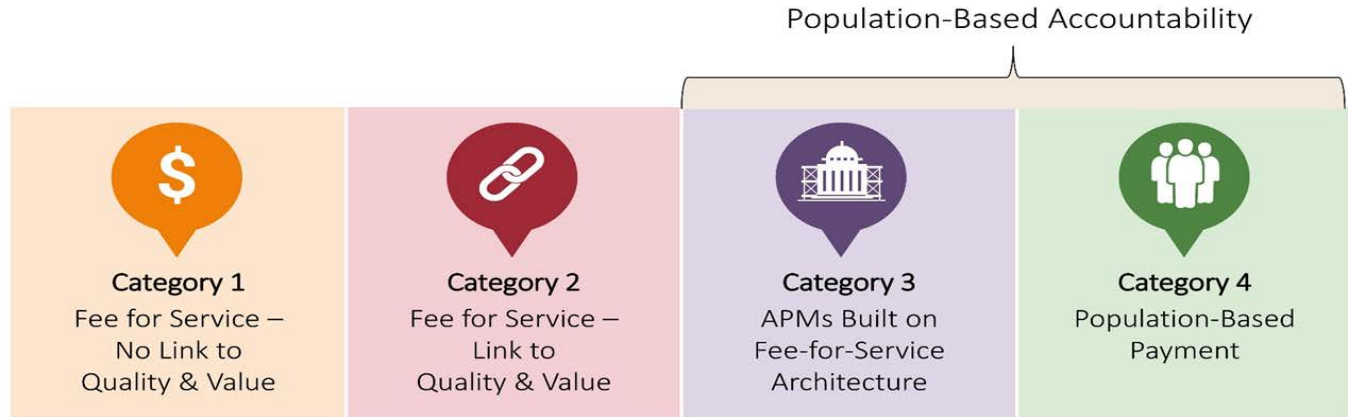 Population-Based Accountability
$
Category 1
Fee for Service –
No Link to
Quality & Value
Category 2
Fee for Service –
Link to
Quality & Value
Category 3
APMs Built on
Fee-for-Service
Architecture
Category 4
Population-Based
Payment